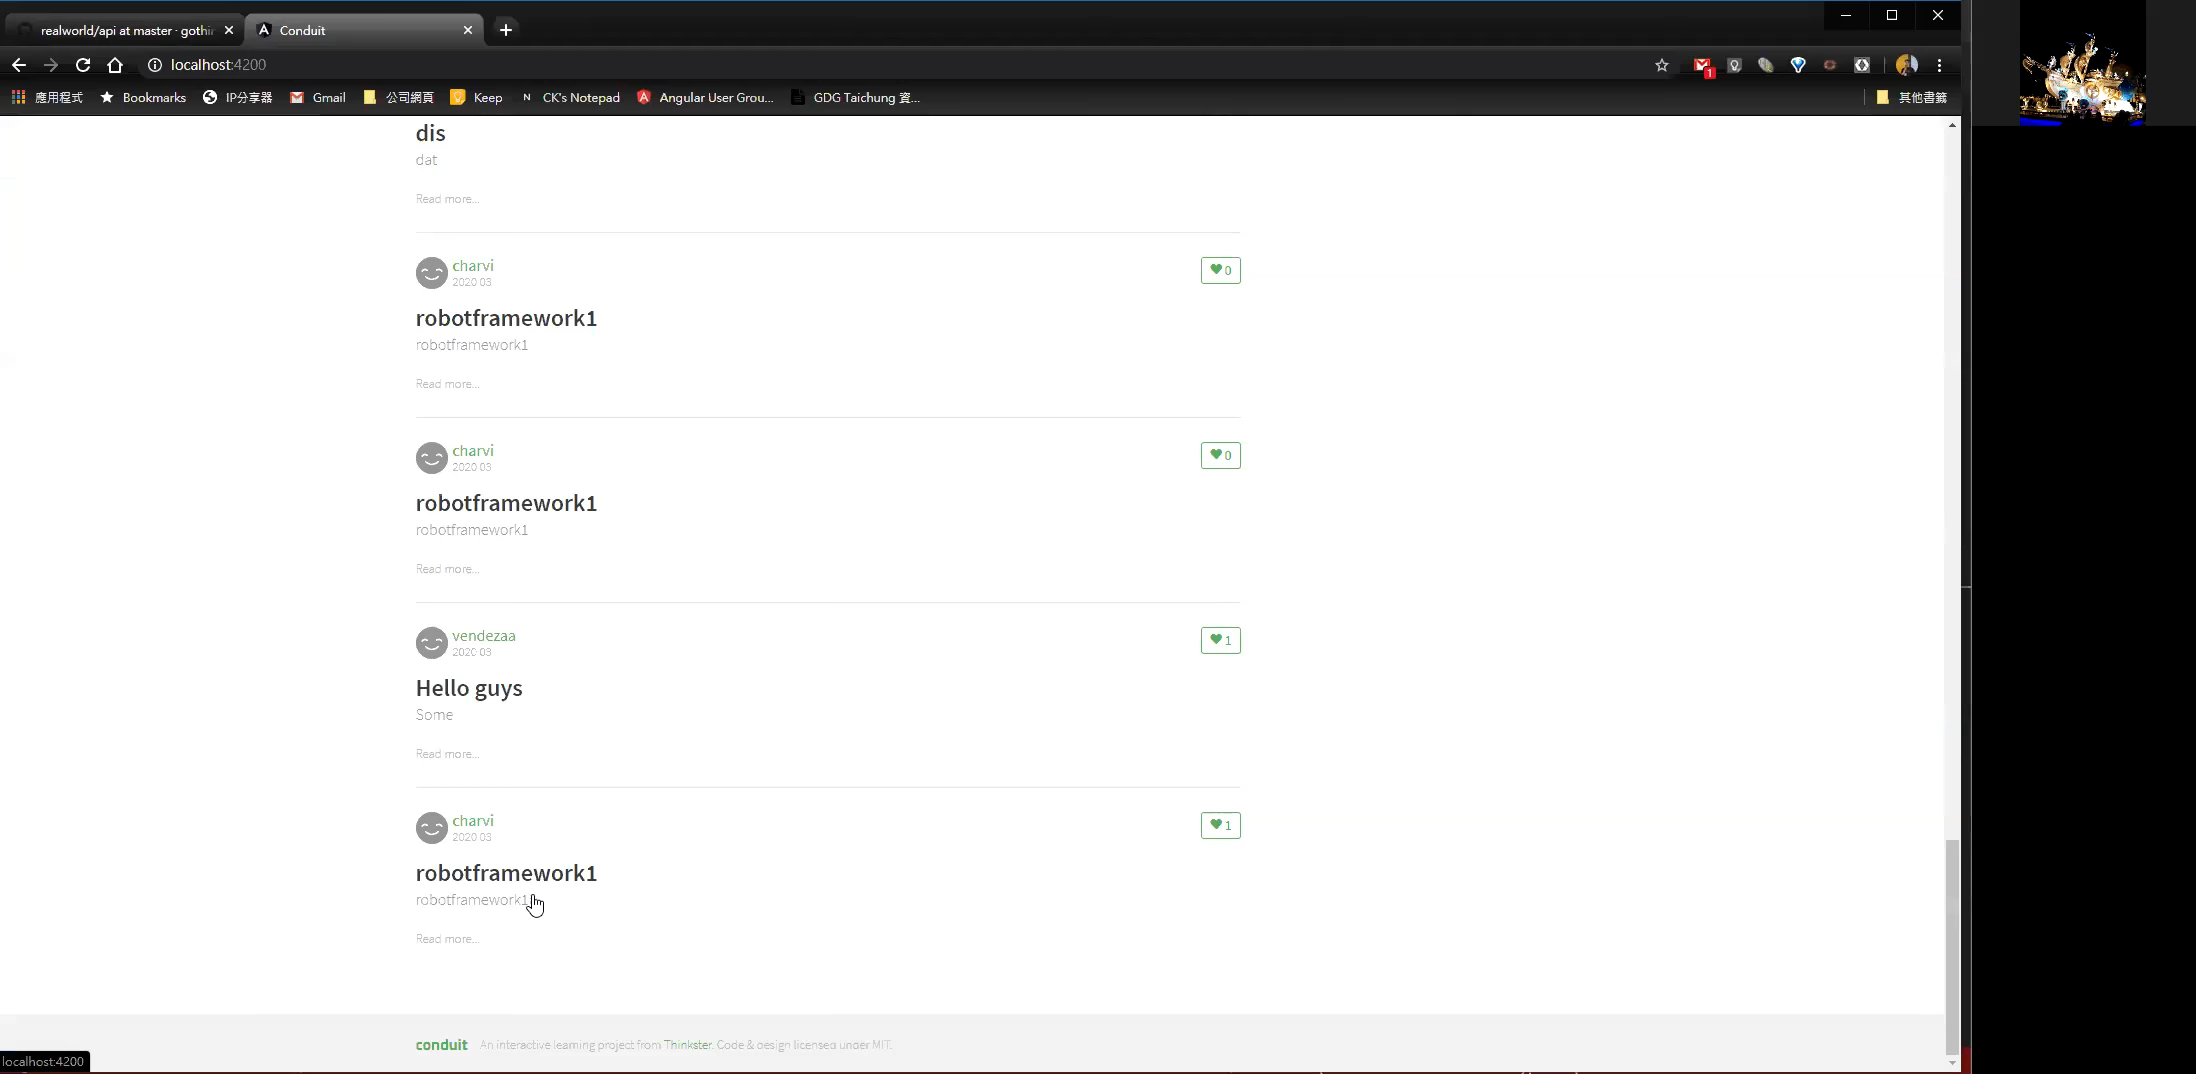 realworld/api at master · gothi
Conduit
localhost:4200
1
應用程式
Bookmarks
IP分享器
Gmail
公司網頁
Keep
CK's Notepad
Angular User Grou...
GDG Taichung 資...
其他書籤
dis
dat
Read more...
charvi
2020 03
0
robotframework1
robotframework1
Read more...
charvi
2020 03
0
robotframework1
robotframework1
Read more...
vendezaa
2020 03
1
Hello guys
Some
Read more...
charvi
2020 03
1
robotframework1
robotframework1
Read more...
conduit An interactive learning project from Thinkster. Code & design licensed under MIT.
localhost:4200